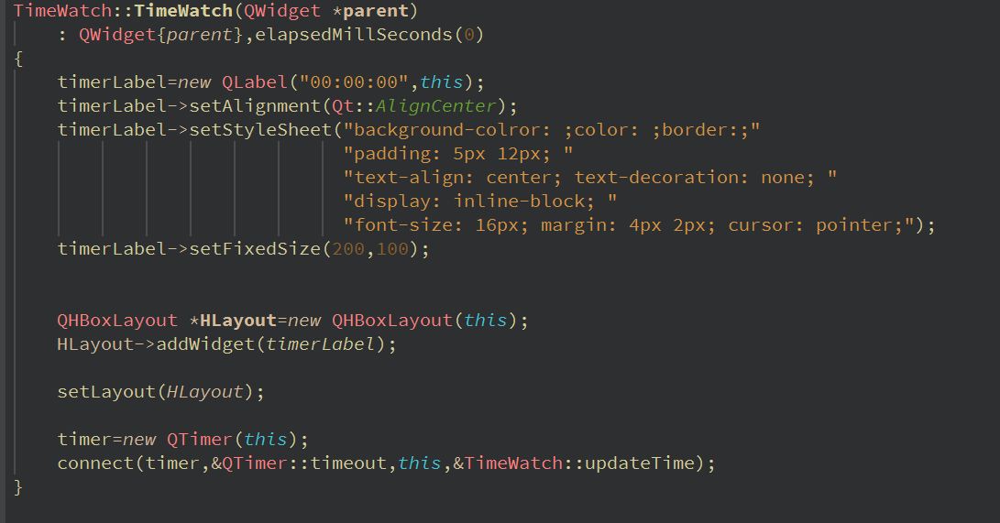 TimeWatch::TimeWatch(QWidget *parent)
    : QWidget{parent},elapsedMillSeconds(0)
{
    timerLabel=new QLabel("00:00:00",this);
    timerLabel->setAlignment(Qt::AlignCenter);
    timerLabel->setStyleSheet("background-colror: ;color: ;border:;"
                              "padding: 5px 12px; "
                              "text-align: center; text-decoration: none; "
                              "display: inline-block; "
                              "font-size: 16px; margin: 4px 2px; cursor: pointer;");
    timerLabel->setFixedSize(200,100);
    QHBoxLayout *HLayout=new QHBoxLayout(this);
    HLayout->addWidget(timerLabel);
    setLayout(HLayout);
    timer=new QTimer(this);
    connect(timer,&QTimer::timeout,this,&TimeWatch::updateTime);
}